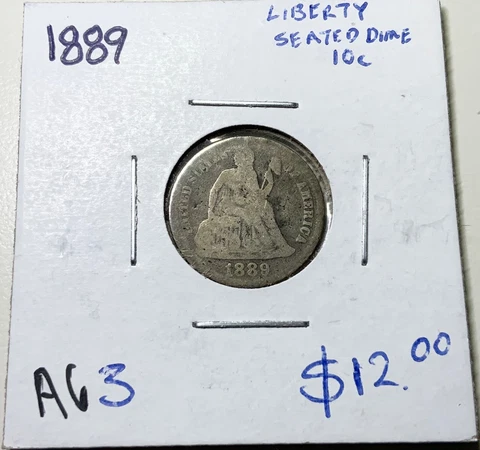 1889
LIBERTY
SEATED DIME
10c
UNITED STATES OF AMERICA
1889
AG3
$12.00